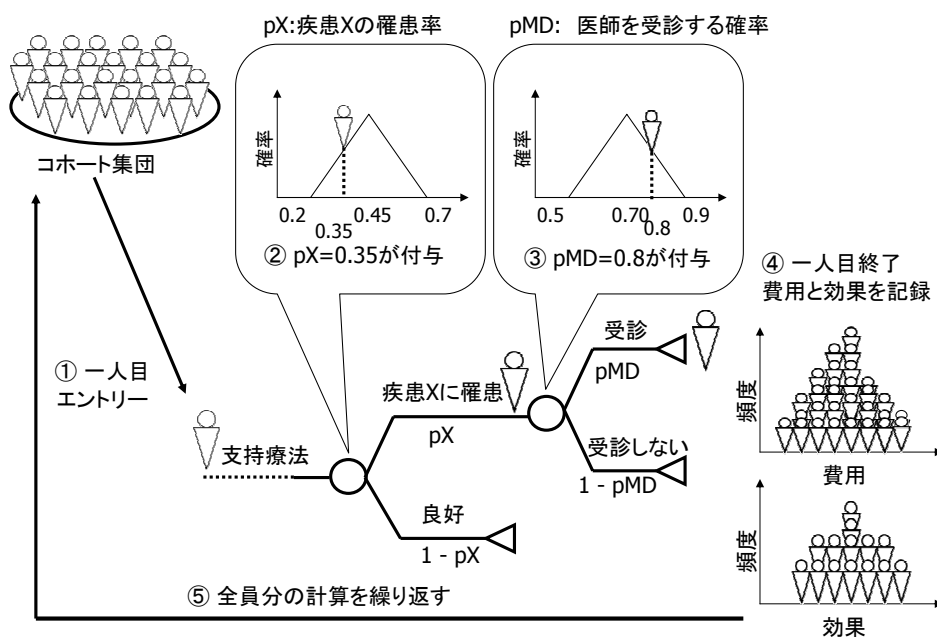 pX:疾患Xの罹患率
pMD: 医師を受診する確率
コホート集団
確率
0.2
0.35
0.45
0.7
② pX=0.35が付与
確率
0.5
0.70
0.8
0.9
③ pMD=0.8が付与
④ 一人目終了
費用と効果を記録
① 一人目
エントリー
支持療法
疾患Xに罹患
pX
良好
1 - pX
受診
pMD
受診しない
1 - pMD
頻度
費用
頻度
効果
⑤ 全員分の計算を繰り返す